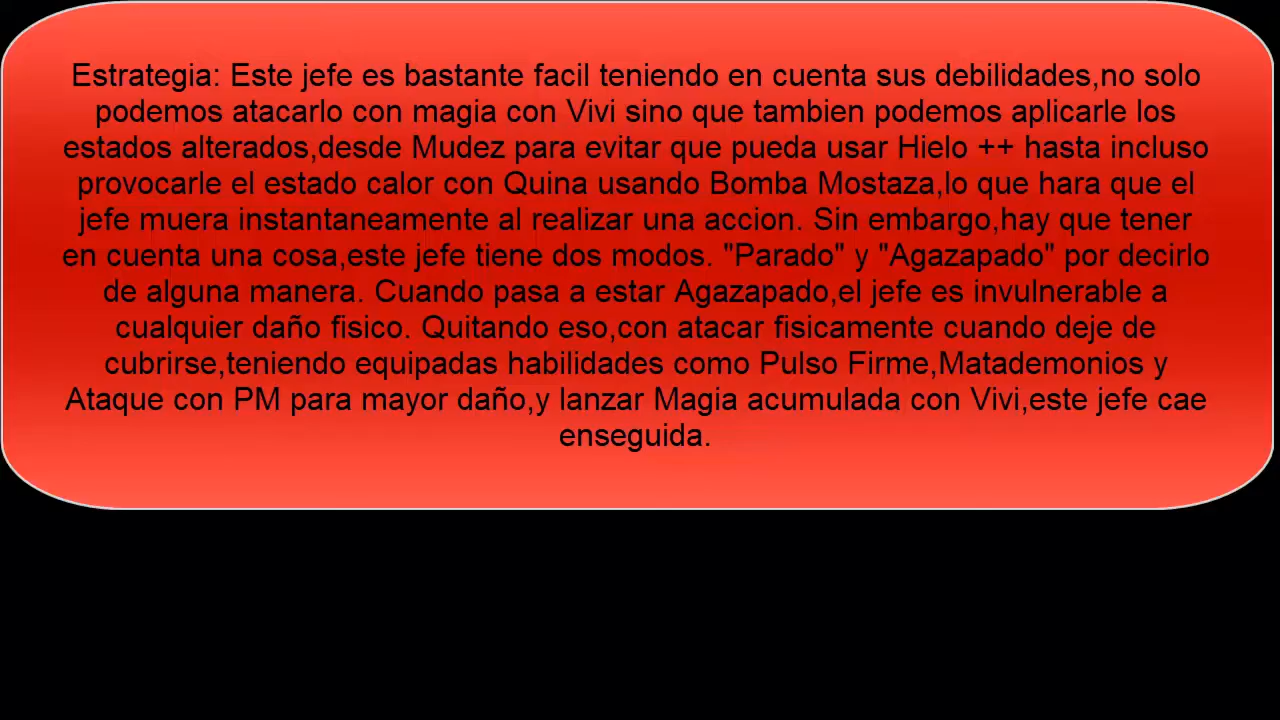 Estrategia: Este jefe es bastante facil teniendo en cuenta sus debilidades,no solo
podemos atacarlo con magia con Vivi sino que tambien podemos aplicarle los
estados alterados,desde Mudez para evitar que pueda usar Hielo ++ hasta incluso
provocarle el estado calor con Quina usando Bomba Mostaza,lo que hara que el
jefe muera instantaneamente al realizar una accion. Sin embargo,hay que tener
en cuenta una cosa,este jefe tiene dos modos. "Parado" y "Agazapado" por decirlo
de alguna manera. Cuando pasa a estar Agazapado,el jefe es invulnerable a
cualquier daño fisico. Quitando eso,con atacar fisicamente cuando deje de
cubrirse,teniendo equipadas habilidades como Pulso Firme,Matademonios y
Ataque con PM para mayor daño,y lanzar Magia acumulada con Vivi,este jefe cae
enseguida.